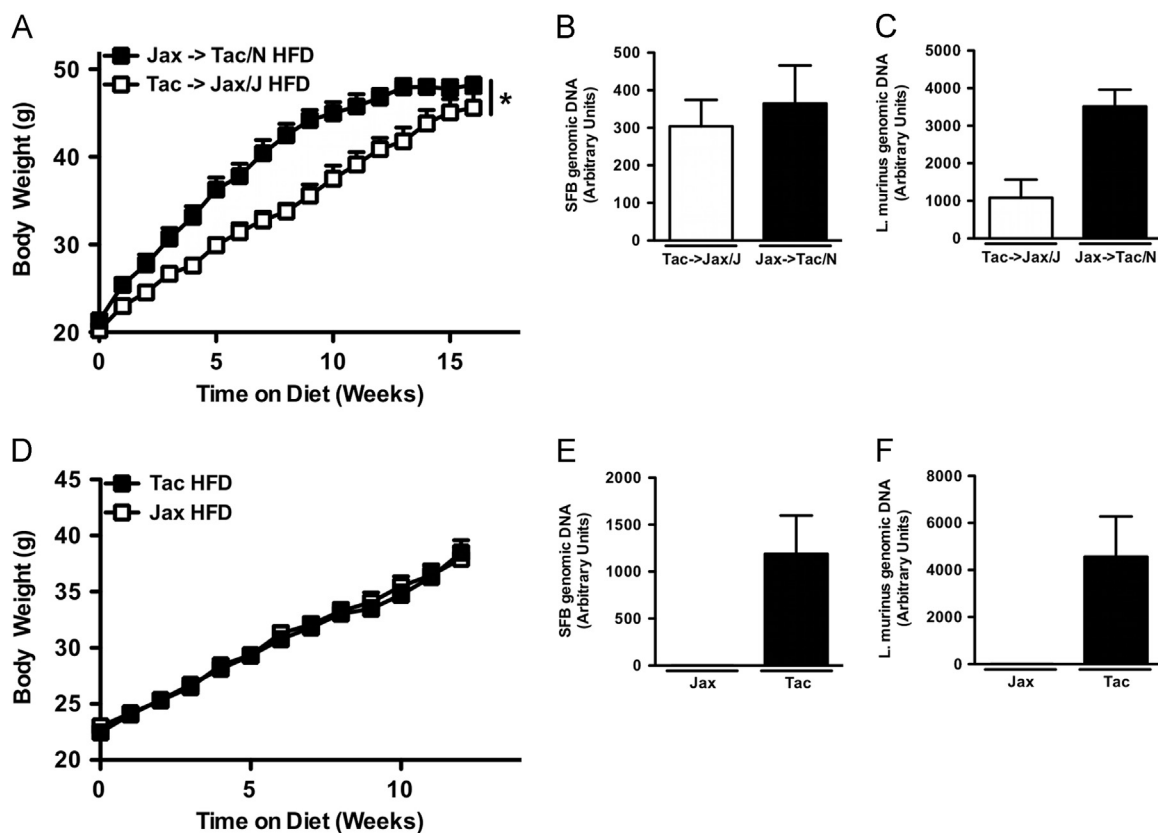 A
Jax -> Tac/N HFD
Tac -> Jax/J HFD
50
40
30
20
Body Weight (g)
*
0
5
10
15
Time on Diet (Weeks)
B
500
400
300
200
100
0
SFB genomic DNA
(Arbitrary Units)
Tac->Jax/J
Jax->Tac/N
C
5000
4000
3000
2000
1000
0
L. murinus genomic DNA
(Arbitrary Units)
Tac->Jax/J
Jax->Tac/N
D
Tac HFD
Jax HFD
45
40
35
30
25
20
Body Weight (g)
0
5
10
Time on Diet (Weeks)
E
2000
1500
1000
500
0
SFB genomic DNA
(Arbitrary Units)
Jax
Tac
F
8000
6000
4000
2000
0
L. murinus genomic DNA
(Arbitrary Units)
Jax
Tac